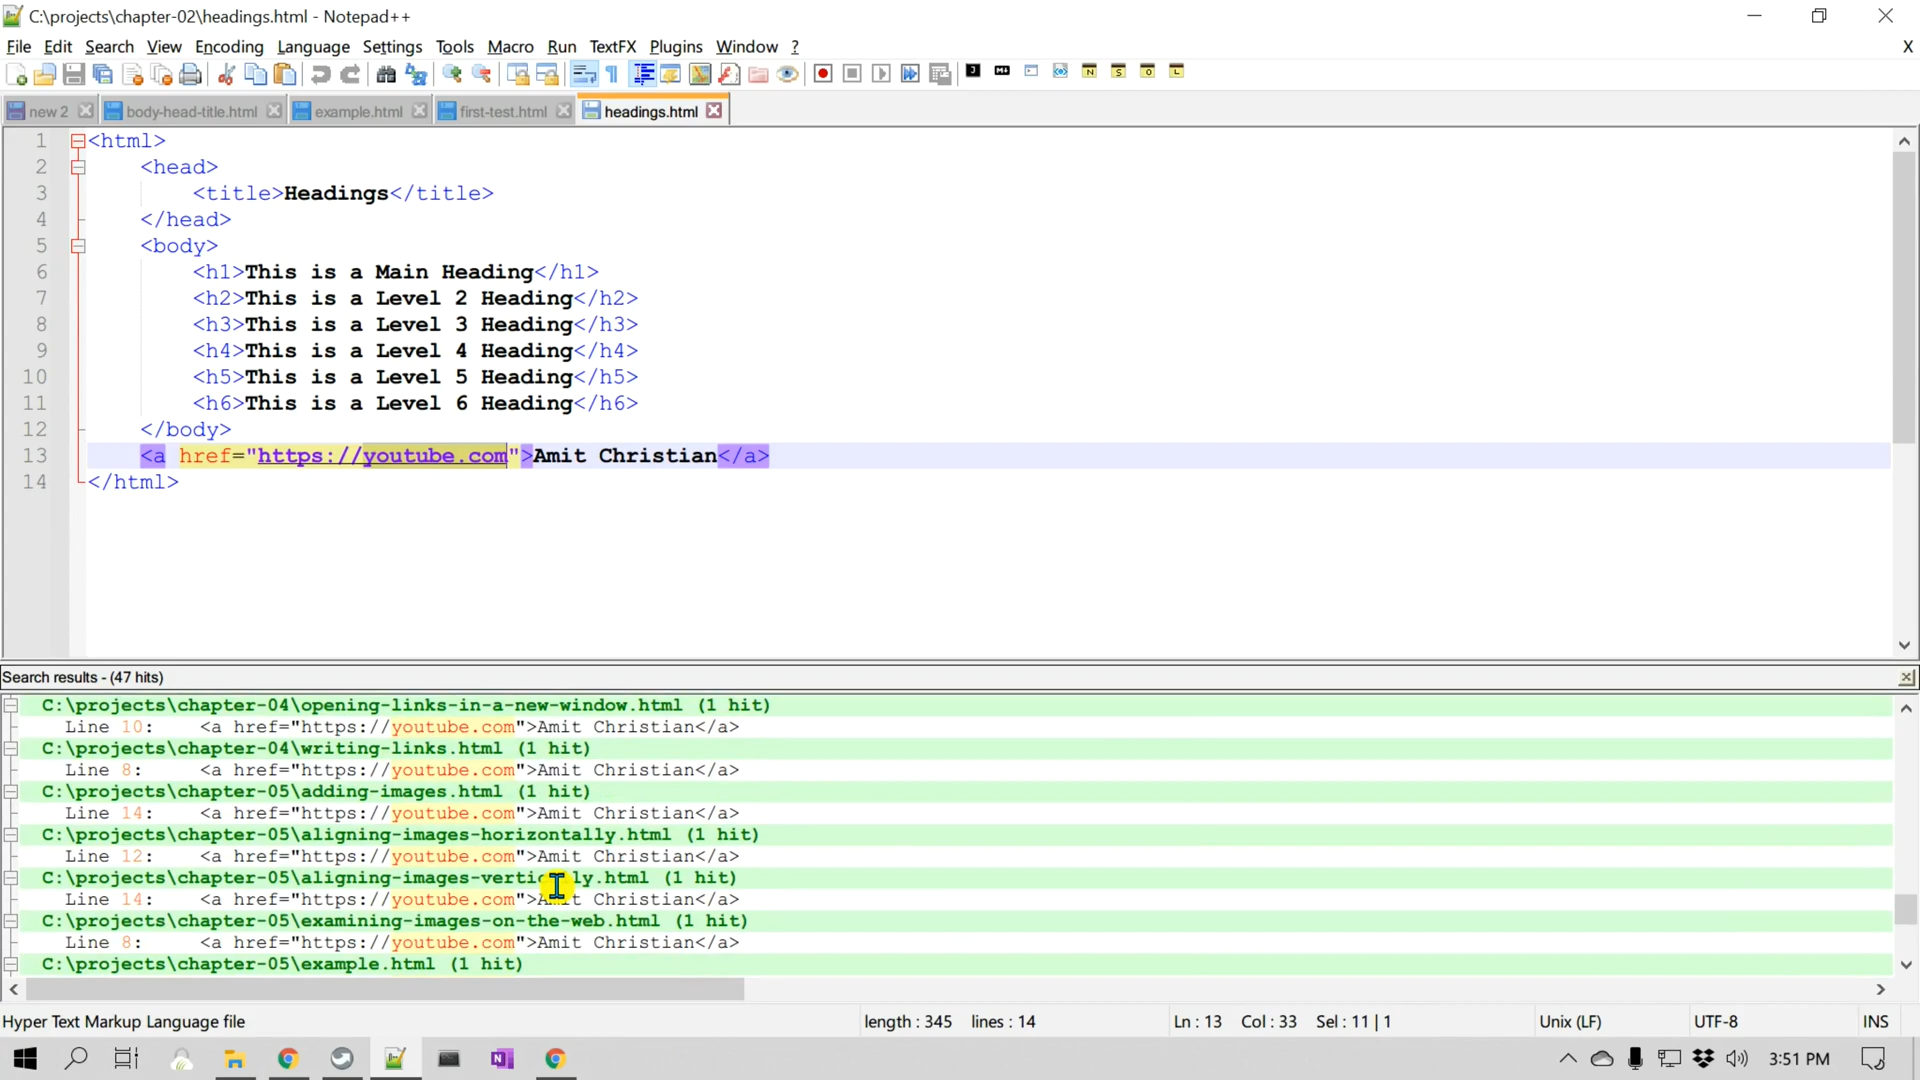 C:\projects\chapter-02\headings.html - Notepad++
File Edit Search View Encoding Language Settings Tools Macro Run TextFX Plugins Window ? X
new 2 body-head-title.html example.html first-test.html headings.html
1 <html>
2 <head>
3 <title>Headings</title>
4 </head>
5 <body>
6 <h1>This is a Main Heading</h1>
7 <h2>This is a Level 2 Heading</h2>
8 <h3>This is a Level 3 Heading</h3>
9 <h4>This is a Level 4 Heading</h4>
10 <h5>This is a Level 5 Heading</h5>
11 <h6>This is a Level 6 Heading</h6>
12 </body>
13 <a href="https://youtube.com">Amit Christian</a>
14 </html>
Search results - (47 hits)
C:\projects\chapter-04\opening-links-in-a-new-window.html (1 hit)
Line 10: <a href="https://youtube.com">Amit Christian</a>
C:\projects\chapter-04\writing-links.html (1 hit)
Line 8: <a href="https://youtube.com">Amit Christian</a>
C:\projects\chapter-05\adding-images.html (1 hit)
Line 14: <a href="https://youtube.com">Amit Christian</a>
C:\projects\chapter-05\aligning-images-horizontally.html (1 hit)
Line 12: <a href="https://youtube.com">Amit Christian</a>
C:\projects\chapter-05\aligning-images-vertically.html (1 hit)
Line 14: <a href="https://youtube.com">Amit Christian</a>
C:\projects\chapter-05\examining-images-on-the-web.html (1 hit)
Line 8: <a href="https://youtube.com">Amit Christian</a>
C:\projects\chapter-05\example.html (1 hit)
Hyper Text Markup Language file length : 345 lines : 14 Ln : 13 Col : 33 Sel : 11 | 1 Unix (LF) UTF-8 INS
3:51 PM